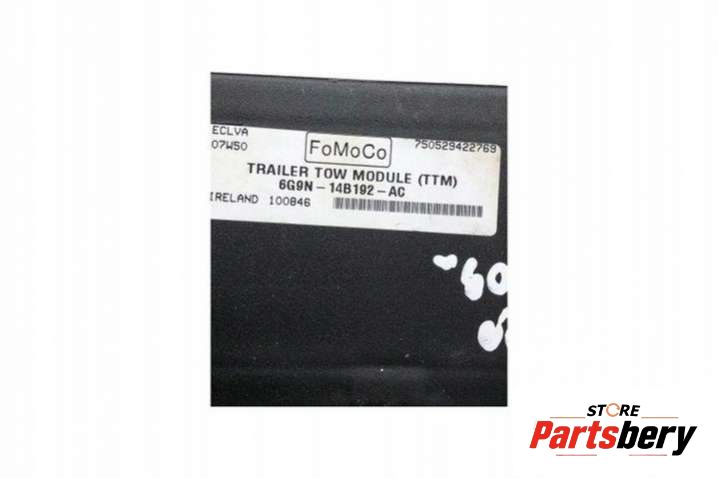 ECLVA
07W50
FoMoCo
750529422769
TRAILER TOW MODULE (TTM)
6G9N-14B192-AC
IRELAND 100846
STORE
Partsbery